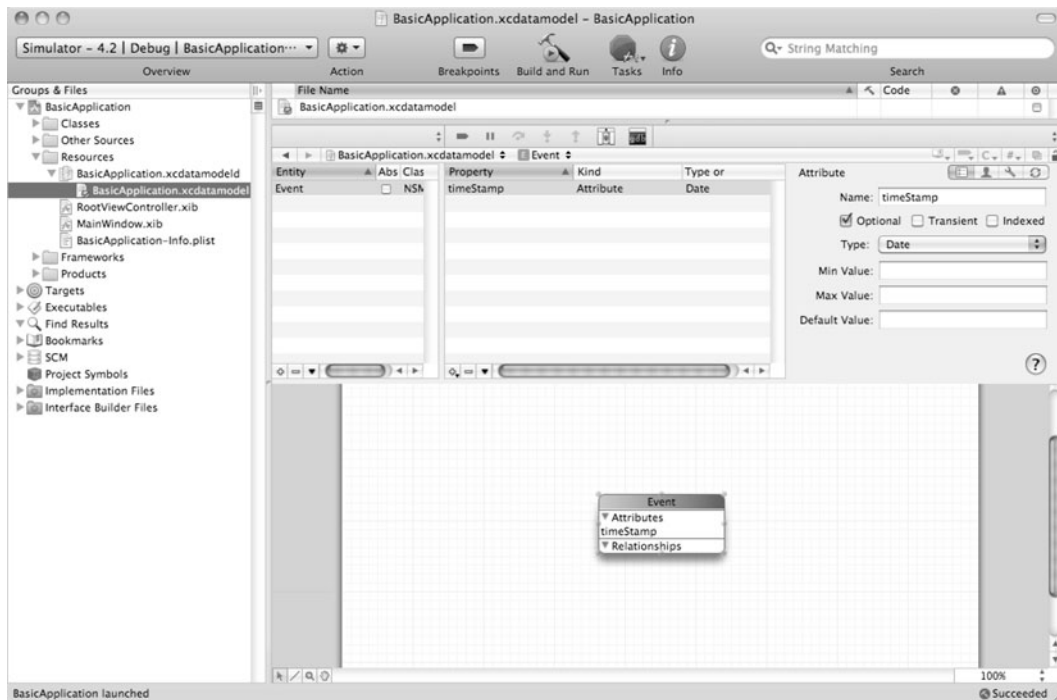 BasicApplication.xcdatamodel – BasicApplication
Simulator – 4.2 | Debug | BasicApplication···
Overview
Action
Breakpoints
Build and Run
Tasks
Info
String Matching
Search
Groups & Files
BasicApplication
Classes
Other Sources
Resources
BasicApplication.xcdatamodeld
BasicApplication.xcdatamodel
RootViewController.xib
MainWindow.xib
BasicApplication-Info.plist
Frameworks
Products
Targets
Executables
Find Results
Bookmarks
SCM
Project Symbols
Implementation Files
Interface Builder Files
File Name
Code
BasicApplication.xcdatamodel
BasicApplication.xcdatamodel
Event
Entity Abs Clas
Event NSM
Property Kind Type or
timeStamp Attribute Date
Attribute
Name: timeStamp
Optional Transient Indexed
Type: Date
Min Value:
Max Value:
Default Value:
?
Event
Attributes
timeStamp
Relationships
100%
BasicApplication launched
Succeeded